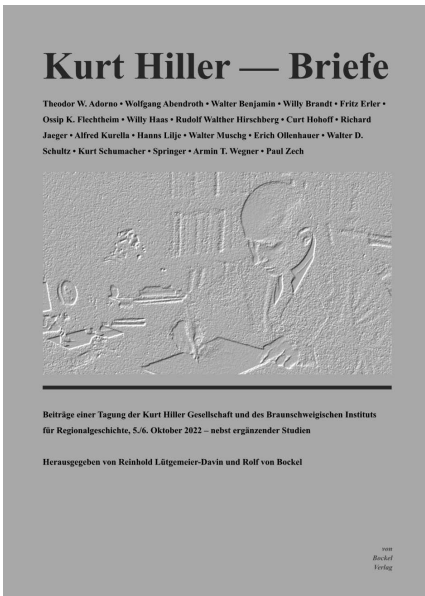 Kurt Hiller — Briefe
Theodor W. Adorno • Wolfgang Abendroth • Walter Benjamin • Willy Brandt • Fritz Erler •
Ossip K. Flechtheim • Willy Haas • Rudolf Walther Hirschberg • Curt Hohoff • Richard
Jaeger • Alfred Kurella • Hanns Lilje • Walter Muschg • Erich Ollenhauer • Walter D.
Schultz • Kurt Schumacher • Springer • Armin T. Wegner • Paul Zech
Beiträge einer Tagung der Kurt Hiller Gesellschaft und des Braunschweigischen Instituts
für Regionalgeschichte, 5./6. Oktober 2022 – nebst ergänzender Studien
Herausgegeben von Reinhold Lütgemeier-Davin und Rolf von Bockel
von
Bockel
Verlag